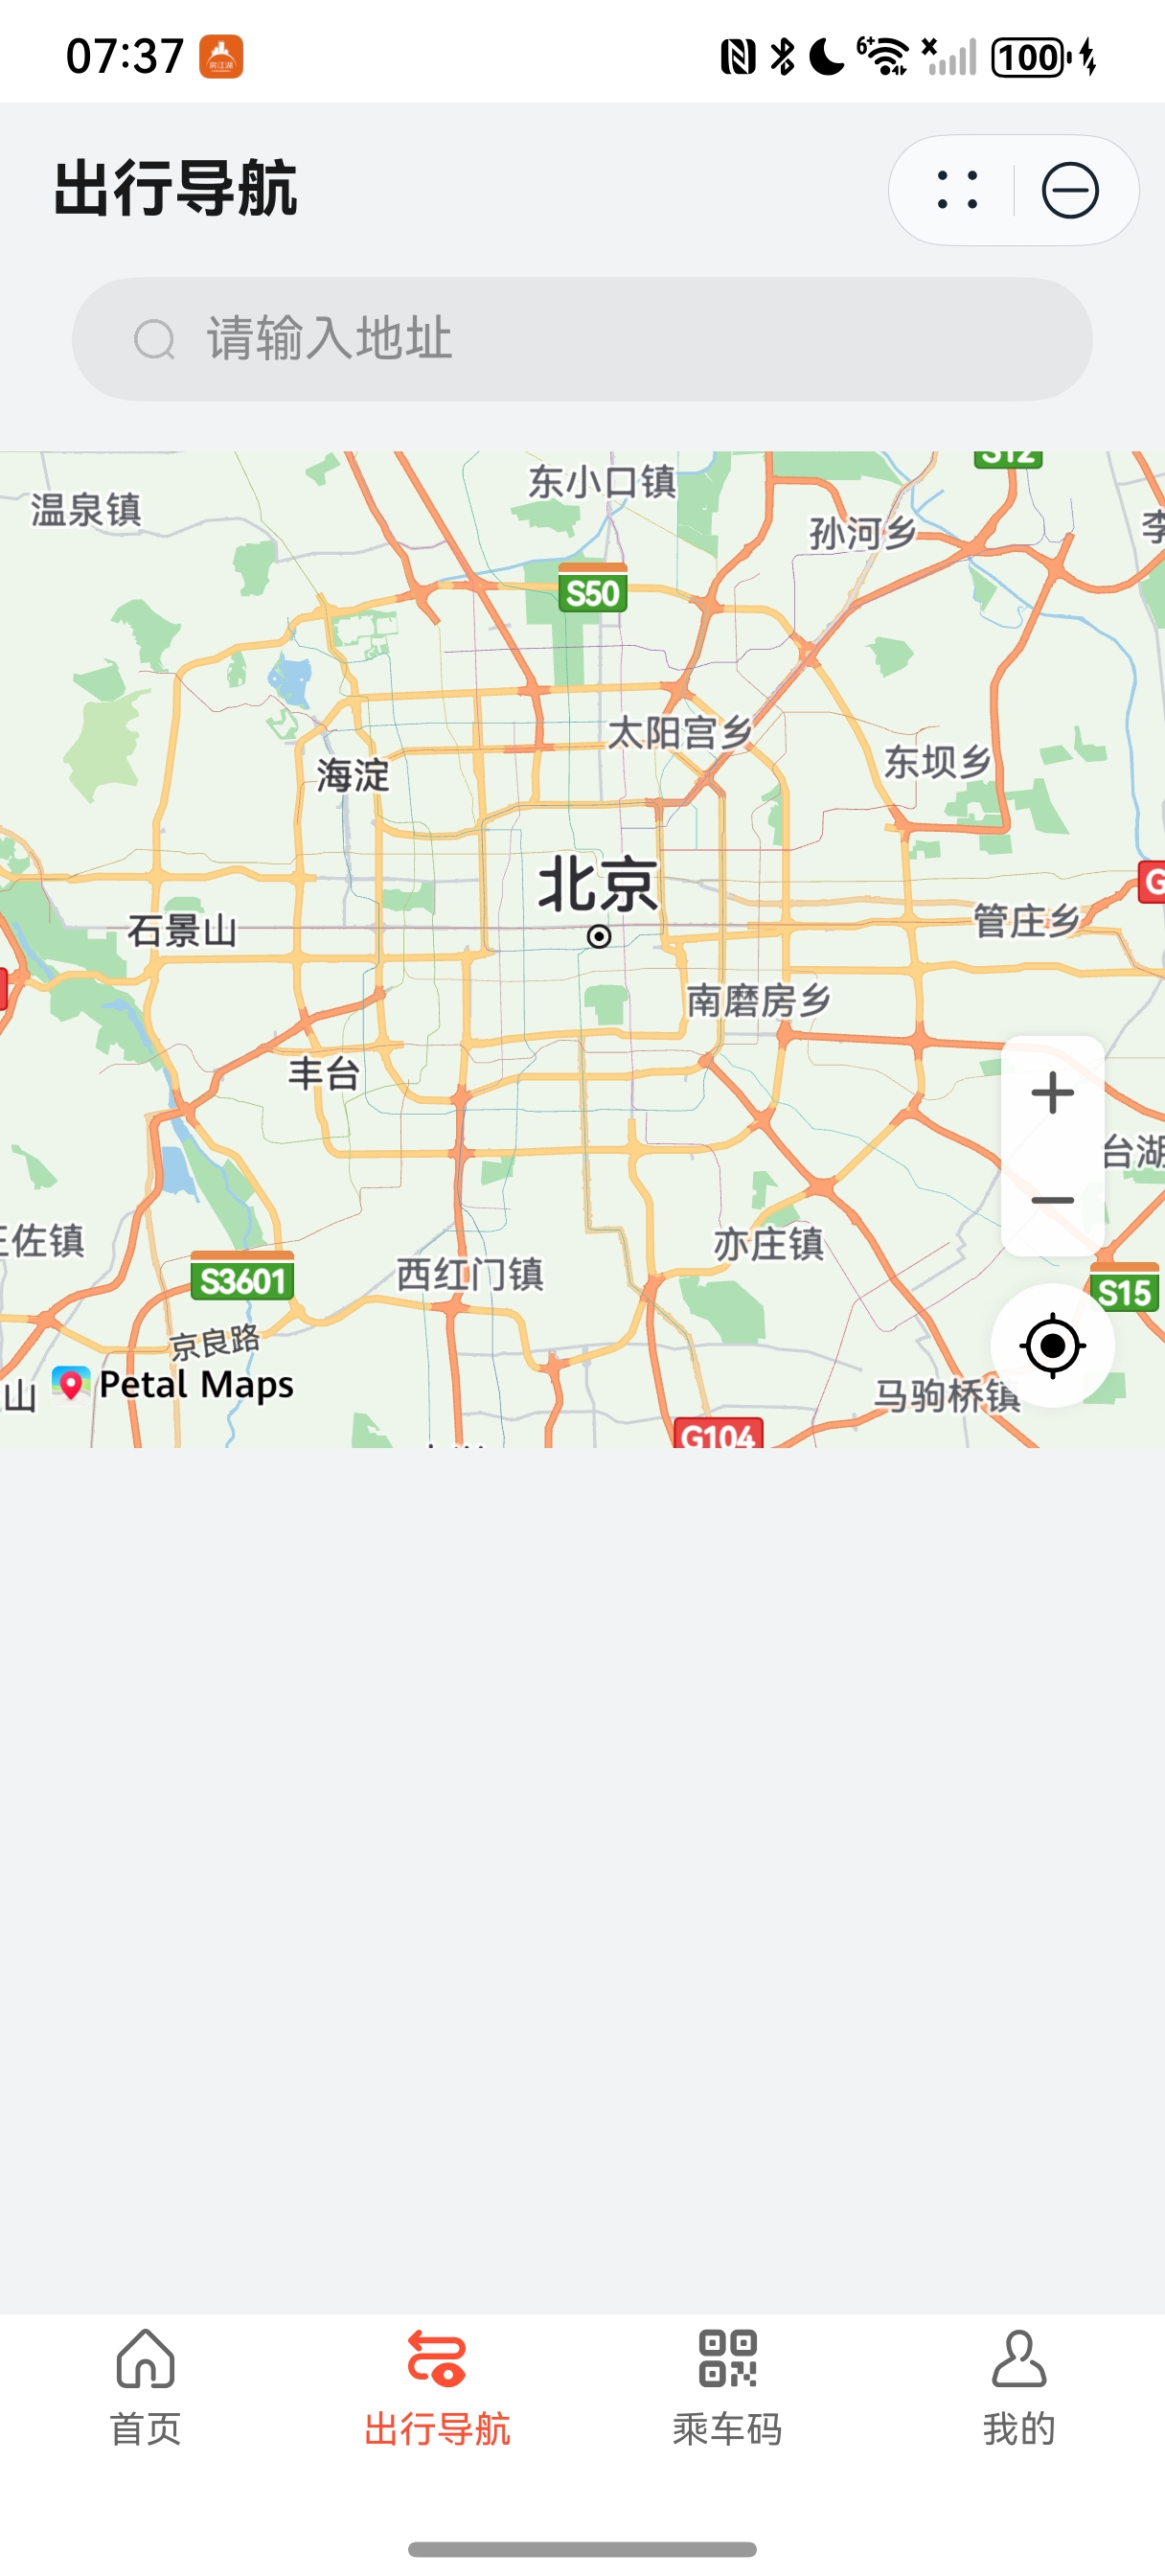 07:37
6+
100
出行导航
请输入地址
东小口镇
温泉镇
孙河乡
S50
太阳宫乡
东坝乡
海淀
北京
石景山
管庄乡
南磨房乡
丰台
台湖
佐镇
亦庄镇
西红门镇
S3601
S15
京良路
山
Petal Maps
马驹桥镇
G104
首页
出行导航
乘车码
我的